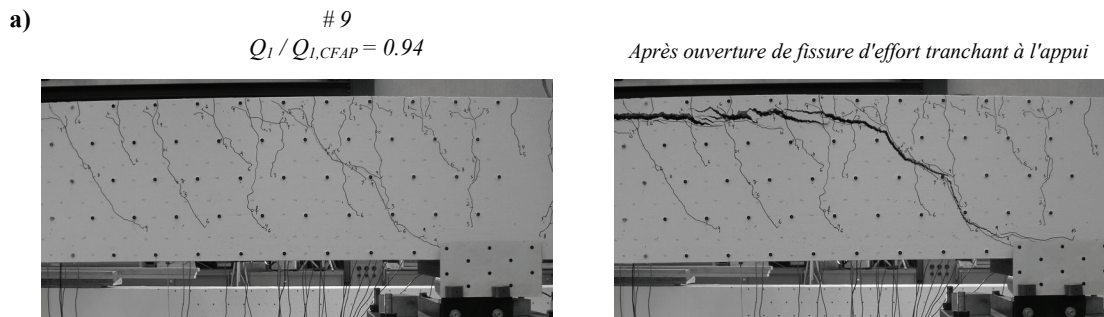 a)
# 9
Q1 / Q1,CFAP = 0.94
Après ouverture de fissure d'effort tranchant à l'appui